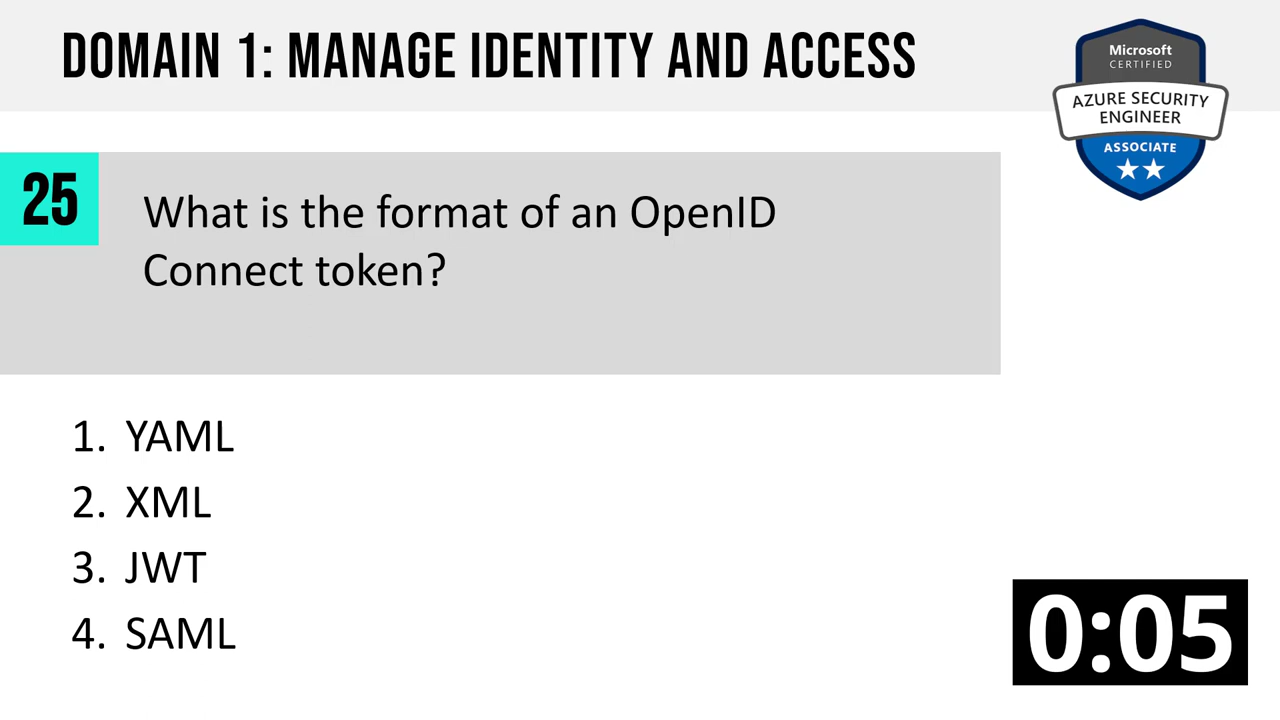 DOMAIN 1: MANAGE IDENTITY AND ACCESS
Microsoft
CERTIFIED
AZURE SECURITY
ENGINEER
ASSOCIATE
25
What is the format of an OpenID
Connect token?
1. YAML
2. XML
3. JWT
4. SAML
0:05